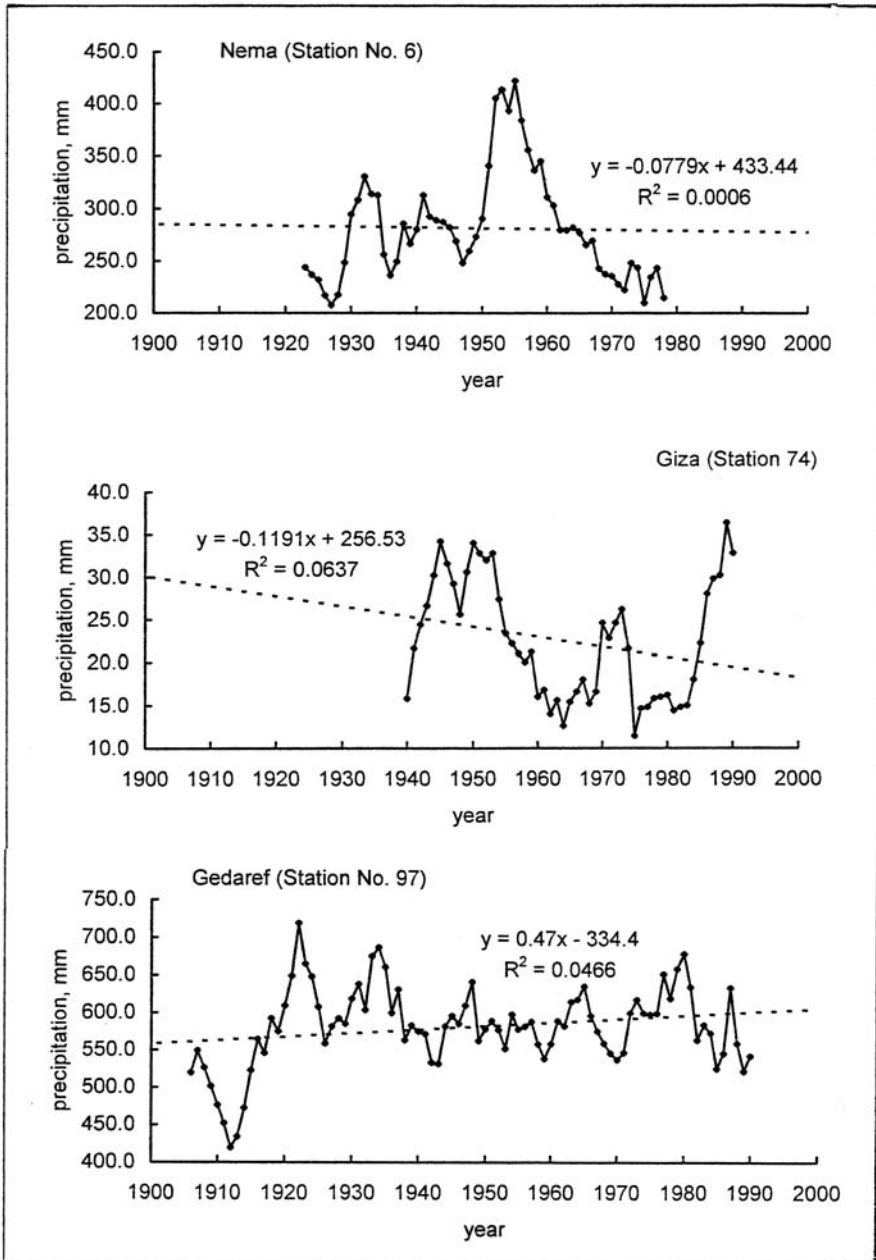 Nema (Station No. 6)
450.0
400.0
350.0
300.0
250.0
200.0
precipitation, mm
y = -0.0779x + 433.44
R² = 0.0006
1900 1910 1920 1930 1940 1950 1960 1970 1980 1990 2000
year
Giza (Station 74)
40.0
35.0
30.0
25.0
20.0
15.0
10.0
precipitation, mm
y = -0.1191x + 256.53
R² = 0.0637
1900 1910 1920 1930 1940 1950 1960 1970 1980 1990 2000
year
Gedaref (Station No. 97)
750.0
700.0
650.0
600.0
550.0
500.0
450.0
400.0
precipitation, mm
y = 0.47x - 334.4
R² = 0.0466
1900 1910 1920 1930 1940 1950 1960 1970 1980 1990 2000
year